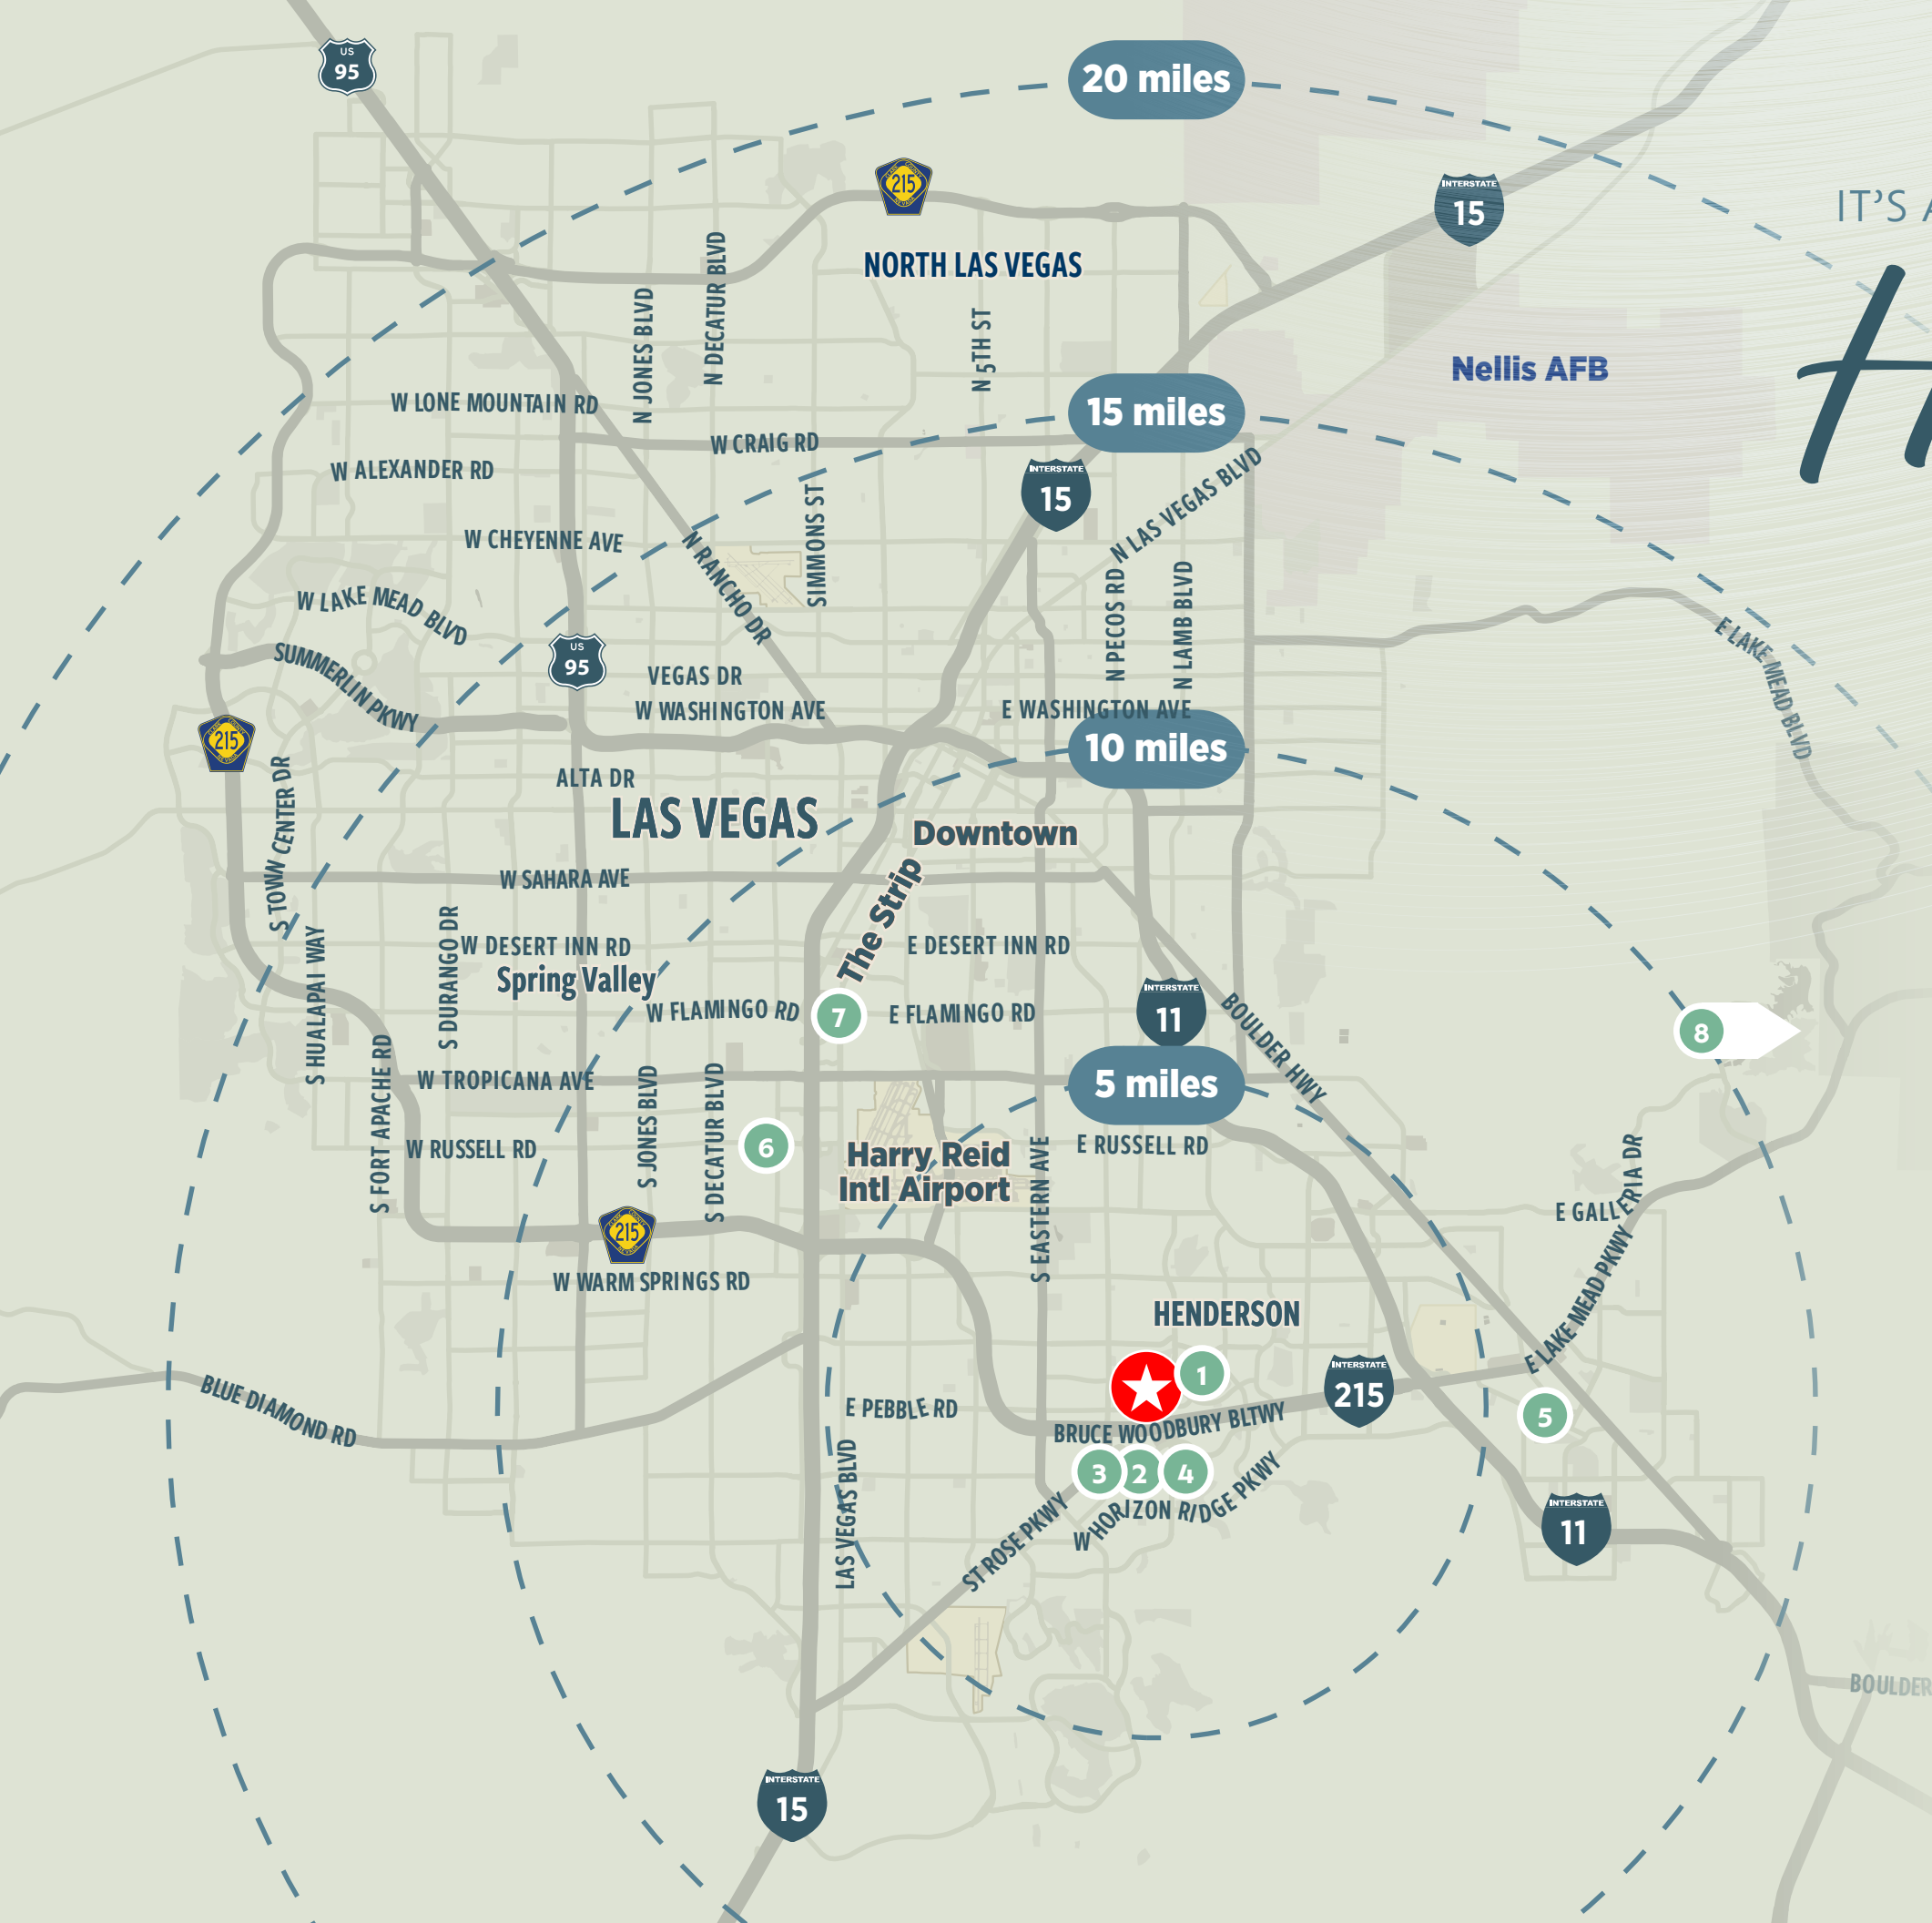 US
95
20 miles
215
INTERSTATE
15
IT'S
H
NORTH LAS VEGAS
N DECATUR BLVD
N JONES BLVD
N 5TH ST
Nellis AFB
W LONE MOUNTAIN RD
15 miles
W CRAIG RD
W ALEXANDER RD
INTERSTATE
15
N LAS VEGAS BLVD
SIMMONS ST
W CHEYENNE AVE
N RANCHO DR
N PECOS RD
N LAMB BLVD
W LAKE MEAD BLVD
E LAKE MEAD BLVD
SUMMERLIN PKWY
US
95
VEGAS DR
W WASHINGTON AVE
E WASHINGTON AVE
215
10 miles
S TOWN CENTER DR
ALTA DR
LAS VEGAS
Downtown
The Strip
W SAHARA AVE
S HUALAPAI WAY
S DURANGO DR
W DESERT INN RD
E DESERT INN RD
Spring Valley
W FLAMINGO RD
7
E FLAMINGO RD
INTERSTATE
11
BOULDER HWY
8
S FORT APACHE RD
W TROPICANA AVE
S JONES BLVD
S DECATUR BLVD
5 miles
W RUSSELL RD
6
Harry Reid
Intl Airport
S EASTERN AVE
E RUSSELL RD
E GALLERIA DR
215
W WARM SPRINGS RD
E LAKE MEAD PKWY
HENDERSON
1
INTERSTATE
215
BLUE DIAMOND RD
E PEBBLE RD
BRUCE WOODBURY BLTWY
5
LAS VEGAS BLVD
3
2
4
ST ROSE PKWY
W HORIZON RIDGE PKWY
INTERSTATE
11
BOULDER
INTERSTATE
15